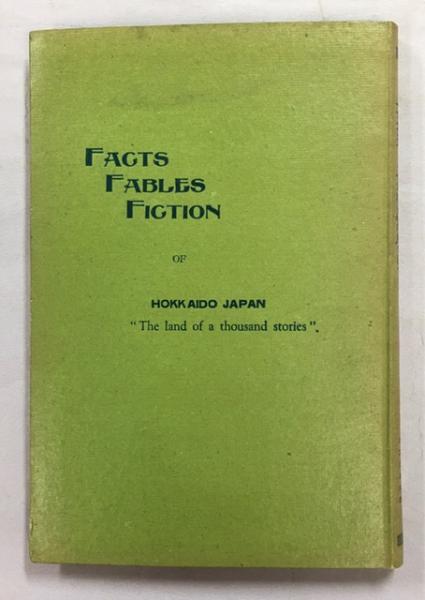 FACTS
FABLES
FICTION
OF
HOKKAIDO JAPAN
"The land of a thousand stories".